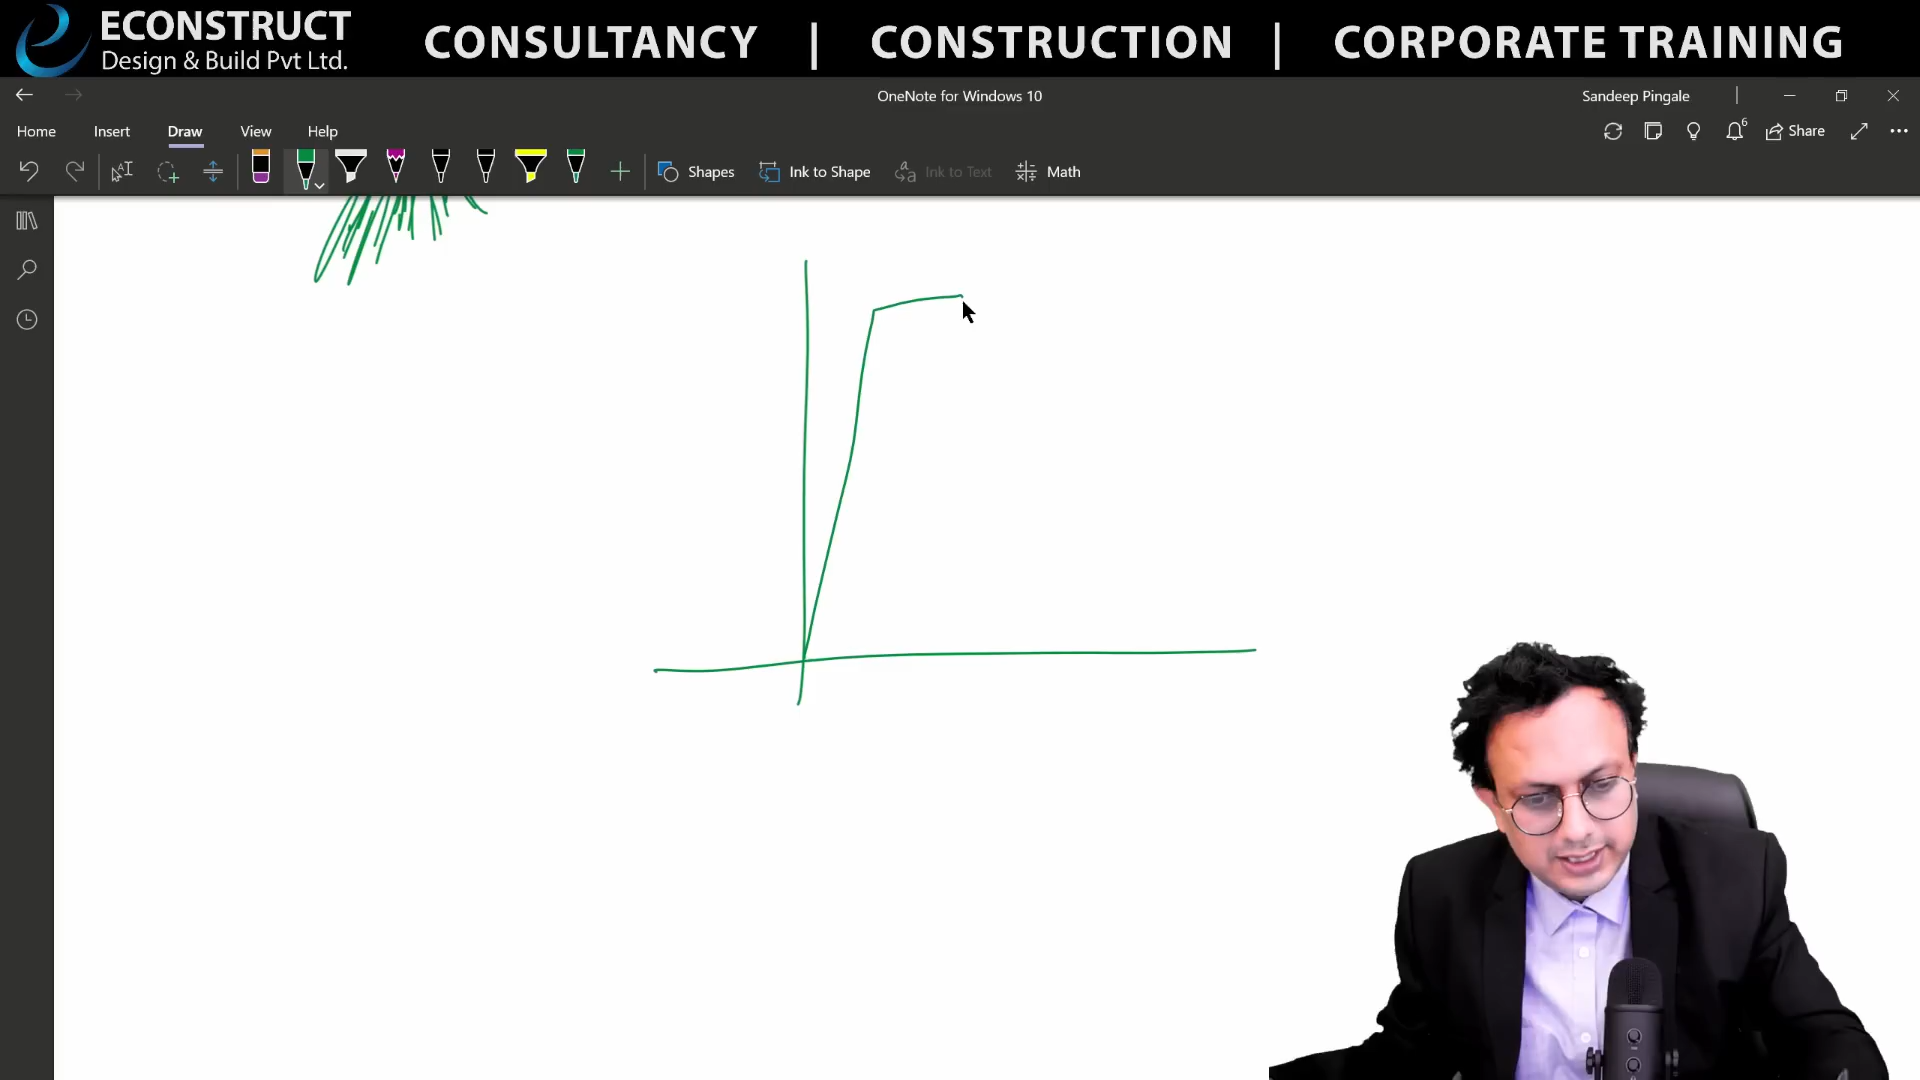 ECONSTRUCT
Design & Build Pvt Ltd.
CONSULTANCY | CONSTRUCTION | CORPORATE TRAINING
OneNote for Windows 10
Sandeep Pingale
Home Insert Draw View Help
6
Share
Shapes
Ink to Shape
Ink to Text
Math